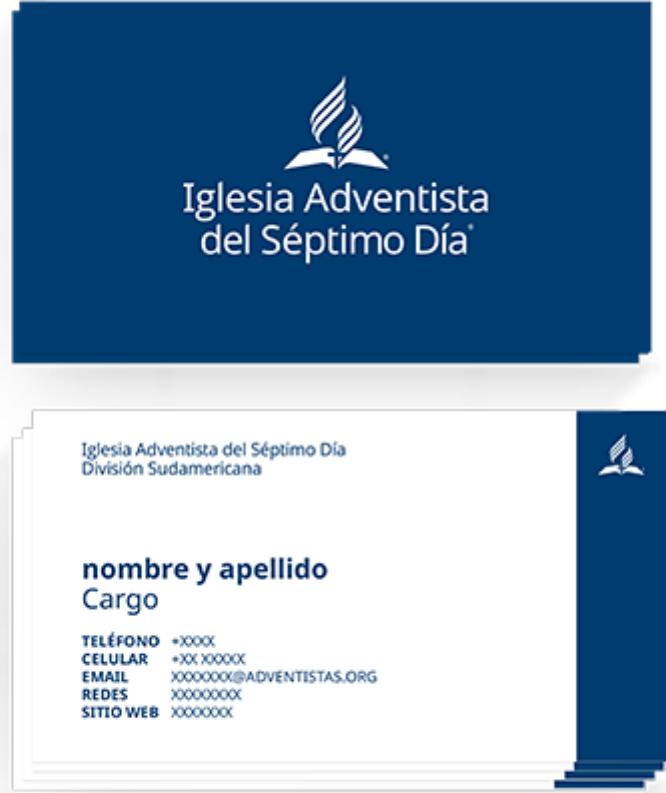 Iglesia Adventista
del Séptimo Día®
Iglesia Adventista del Séptimo Día
División Sudamericana
nombre y apellido
Cargo
TELÉFONO +XXXX
CELULAR +XX XXXXX
EMAIL XXXXXXX@ADVENTISTAS.ORG
REDES XXXXXXXX
SITIO WEB XXXXXXX